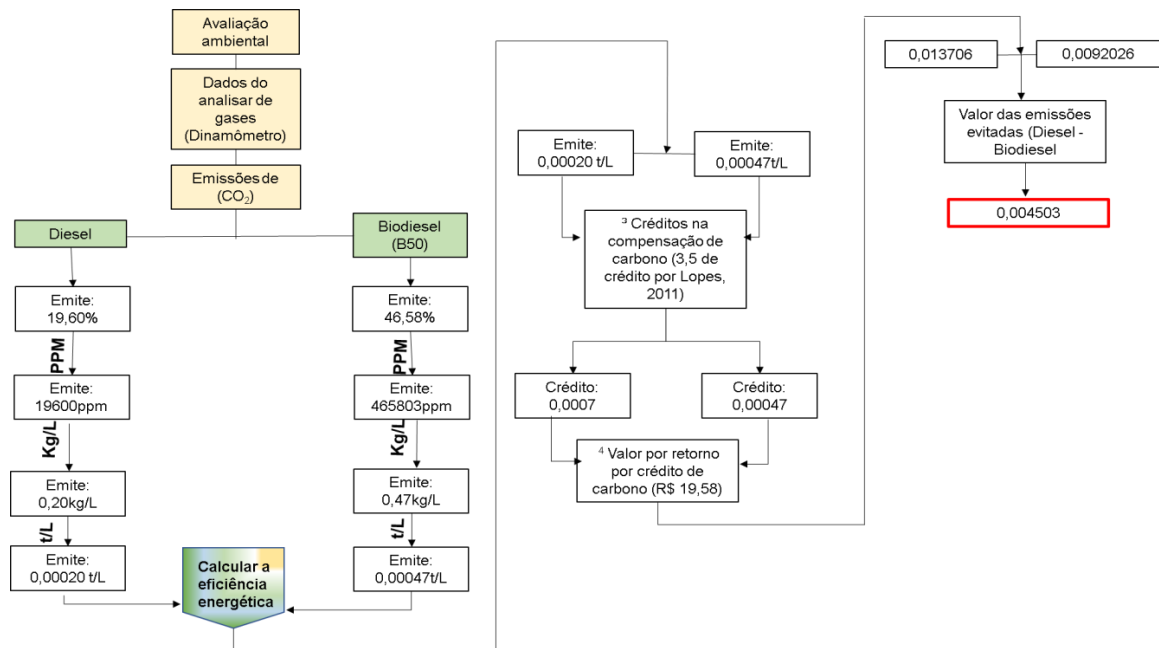 Avaliação
ambiental
Dados do
analisar de
gases
(Dinamômetro)
Emissões de
(CO₂)
Diesel
Biodiesel
(B50)
Emite:
19,60%
Emite:
46,58%
PPM
PPM
Emite:
19600ppm
Emite:
465803ppm
Kg/L
Kg/L
Emite:
0,20kg/L
Emite:
0,47kg/L
t/L
t/L
Emite:
0,00020 t/L
Emite:
0,00047t/L
Calcular a
eficiência
energética
Emite:
0,00020 t/L
Emite:
0,00047t/L
³ Créditos na
compensação de
carbono (3,5 de
crédito por Lopes,
2011)
Crédito:
0,0007
Crédito:
0,00047
⁴ Valor por retorno
por crédito de
carbono (R$ 19,58)
0,013706
0,0092026
Valor das emissões
evitadas (Diesel -
Biodiesel
0,004503